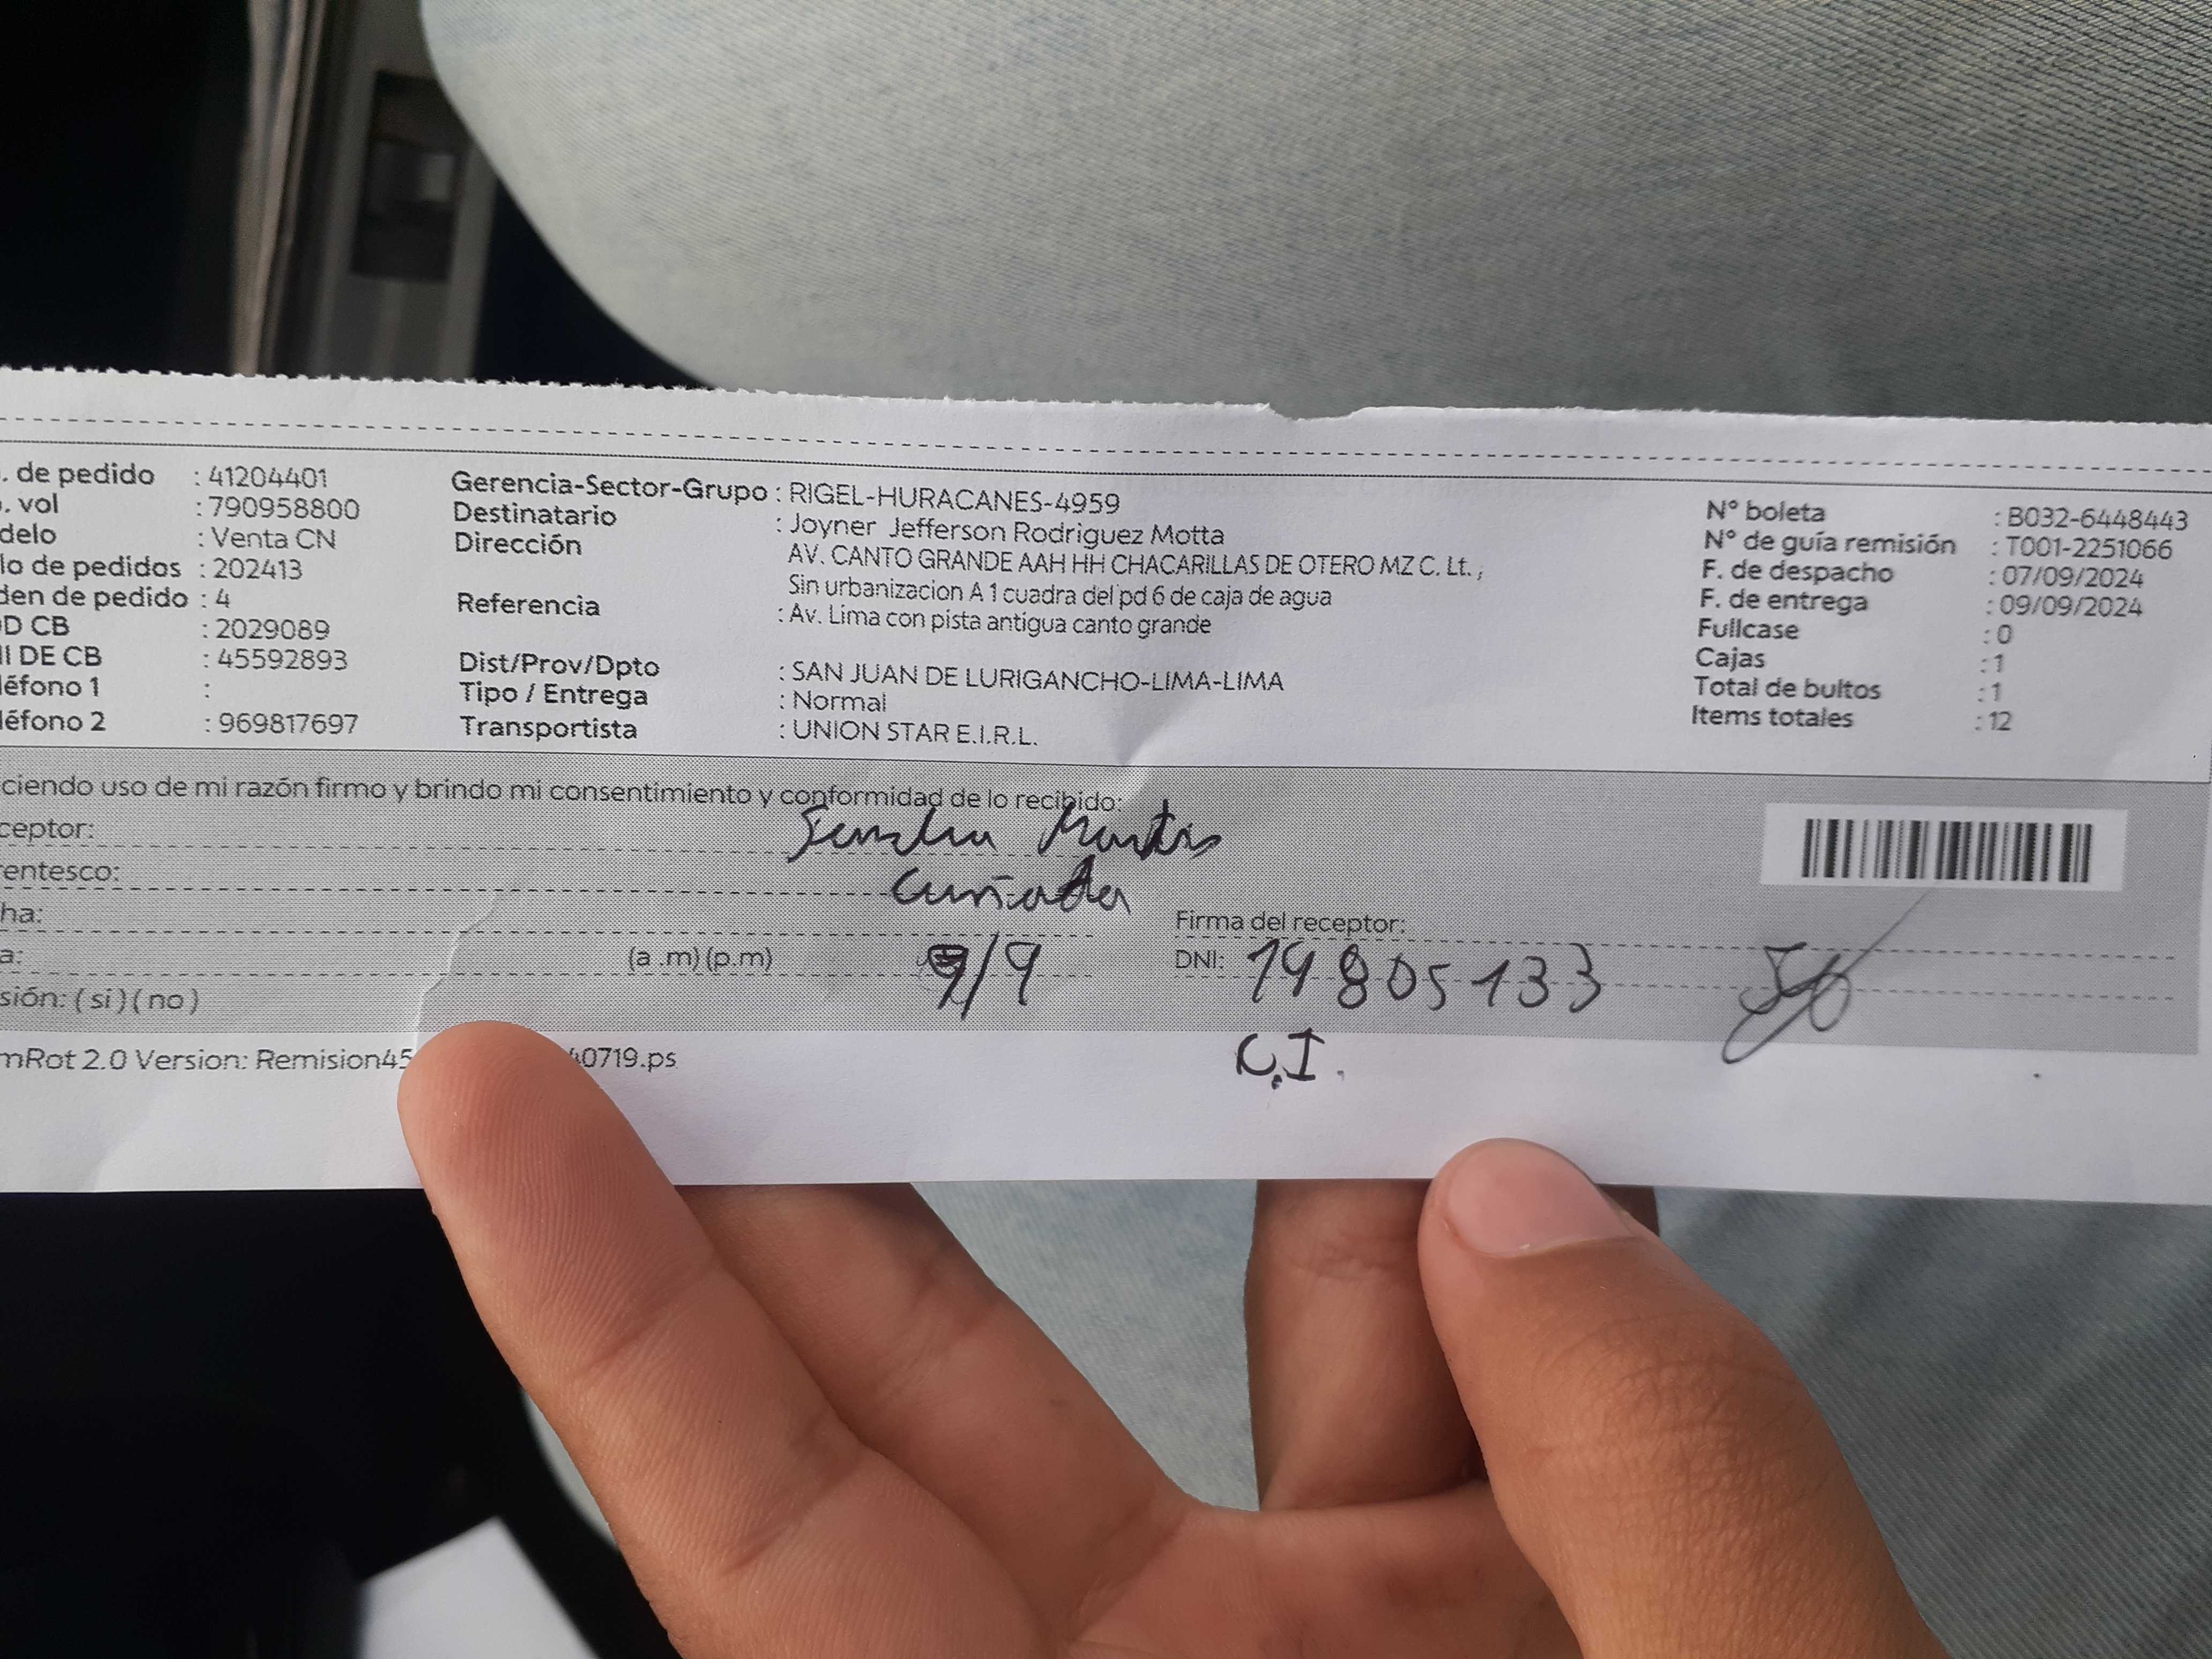 . de pedido : 41204401
. vol : 790958800
delo : Venta CN
lo de pedidos : 202413
den de pedido : 4
D CB : 2029089
II DE CB : 45592893
léfono 1 :
léfono 2 : 969817697
Gerencia-Sector-Grupo : RIGEL-HURACANES-4959
Destinatario : Joyner Jefferson Rodriguez Motta
Dirección AV. CANTO GRANDE AAH HH CHACARILLAS DE OTERO MZ C. Lt. ,
Sin urbanizacion A 1 cuadra del pd 6 de caja de agua
Referencia : Av. Lima con pista antigua canto grande
Dist/Prov/Dpto : SAN JUAN DE LURIGANCHO-LIMA-LIMA
Tipo / Entrega : Normal
Transportista : UNION STAR E.I.R.L.
N° boleta : B032-6448443
N° de guía remisión : T001-2251066
F. de despacho : 07/09/2024
F. de entrega : 09/09/2024
Fullcase : 0
Cajas : 1
Total de bultos : 1
Items totales : 12
ciendo uso de mi razón firmo y brindo mi consentimiento y conformidad de lo recibido:
ceptor:
entesco: Cuñada
ha:
Firma del receptor:
a: (a .m) (p.m) 9/9
DNI: 14805133
sión: ( si ) ( no )
C.I.
mRot 2.0 Version: Remision45 40719.ps